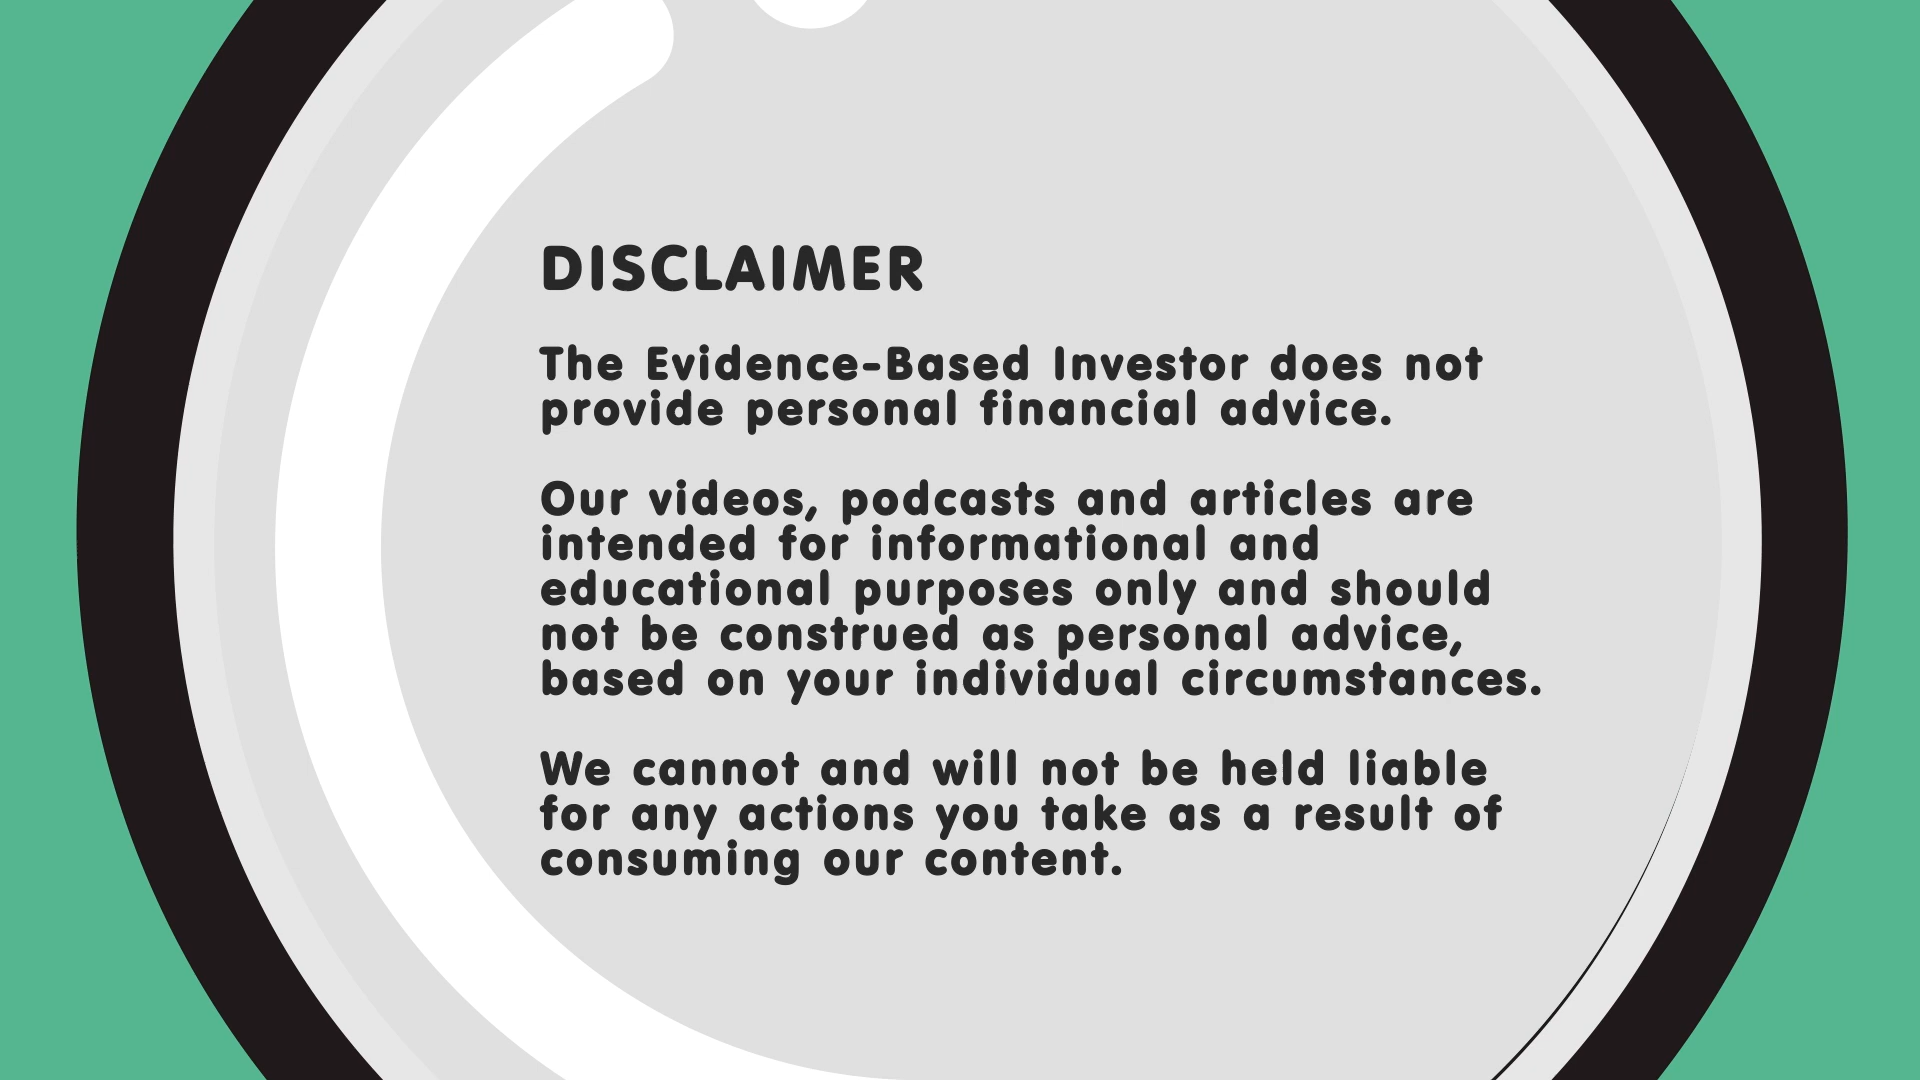 DISCLAIMER
The Evidence-Based Investor does not
provide personal financial advice.
Our videos, podcasts and articles are
intended for informational and
educational purposes only and should
not be construed as personal advice,
based on your individual circumstances.
We cannot and will not be held liable
for any actions you take as a result of
consuming our content.